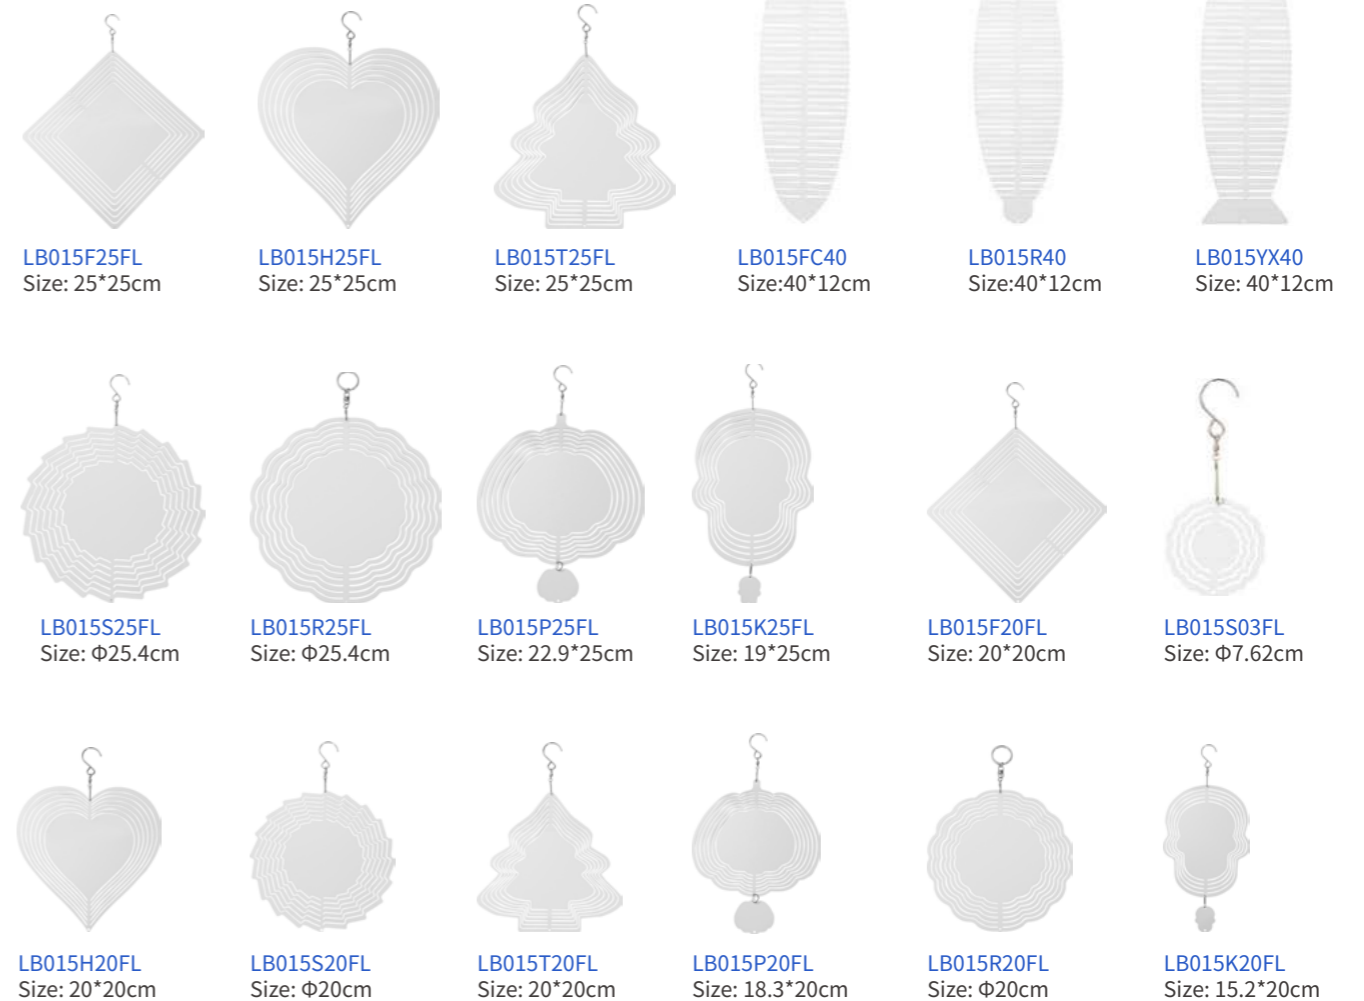 LB015F25FL
Size: 25*25cm
LB015H25FL
Size: 25*25cm
LB015T25FL
Size: 25*25cm
LB015FC40
Size:40*12cm
LB015R40
Size:40*12cm
LB015YX40
Size: 40*12cm
LB015S25FL
Size: Φ25.4cm
LB015R25FL
Size: Φ25.4cm
LB015P25FL
Size: 22.9*25cm
LB015K25FL
Size: 19*25cm
LB015F20FL
Size: 20*20cm
LB015S03FL
Size: Φ7.62cm
LB015H20FL
Size: 20*20cm
LB015S20FL
Size: Φ20cm
LB015T20FL
Size: 20*20cm
LB015P20FL
Size: 18.3*20cm
LB015R20FL
Size: Φ20cm
LB015K20FL
Size: 15.2*20cm